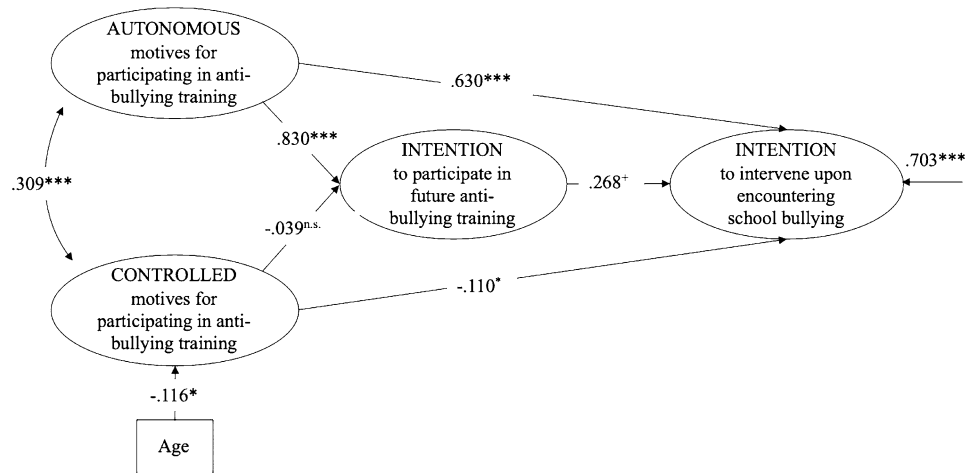 AUTONOMOUS
motives for
participating in anti-
bullying training
.630***
.830***
INTENTION
to participate in
future anti-
bullying training
.268+
INTENTION
to intervene upon
encountering
school bullying
.703***
.309***
-.039n.s.
CONTROLLED
motives for
participating in anti-
bullying training
-.110*
-.116*
Age